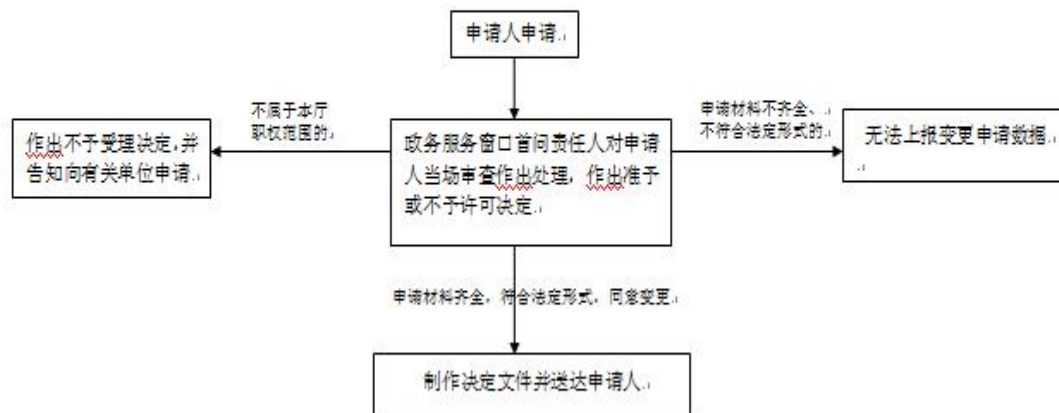 申请人申请
不属于本厅
职权范围的
申请材料不齐全、
不符合法定形式的
作出不予受理决定,并
告知向有关单位申请
政务服务窗口首问责任人对申请
人当场审查作出处理，作出准予
或不予许可决定
无法上报变更申请数据
申请材料齐全，符合法定形式，同意变更
制作决定文件并送达申请人